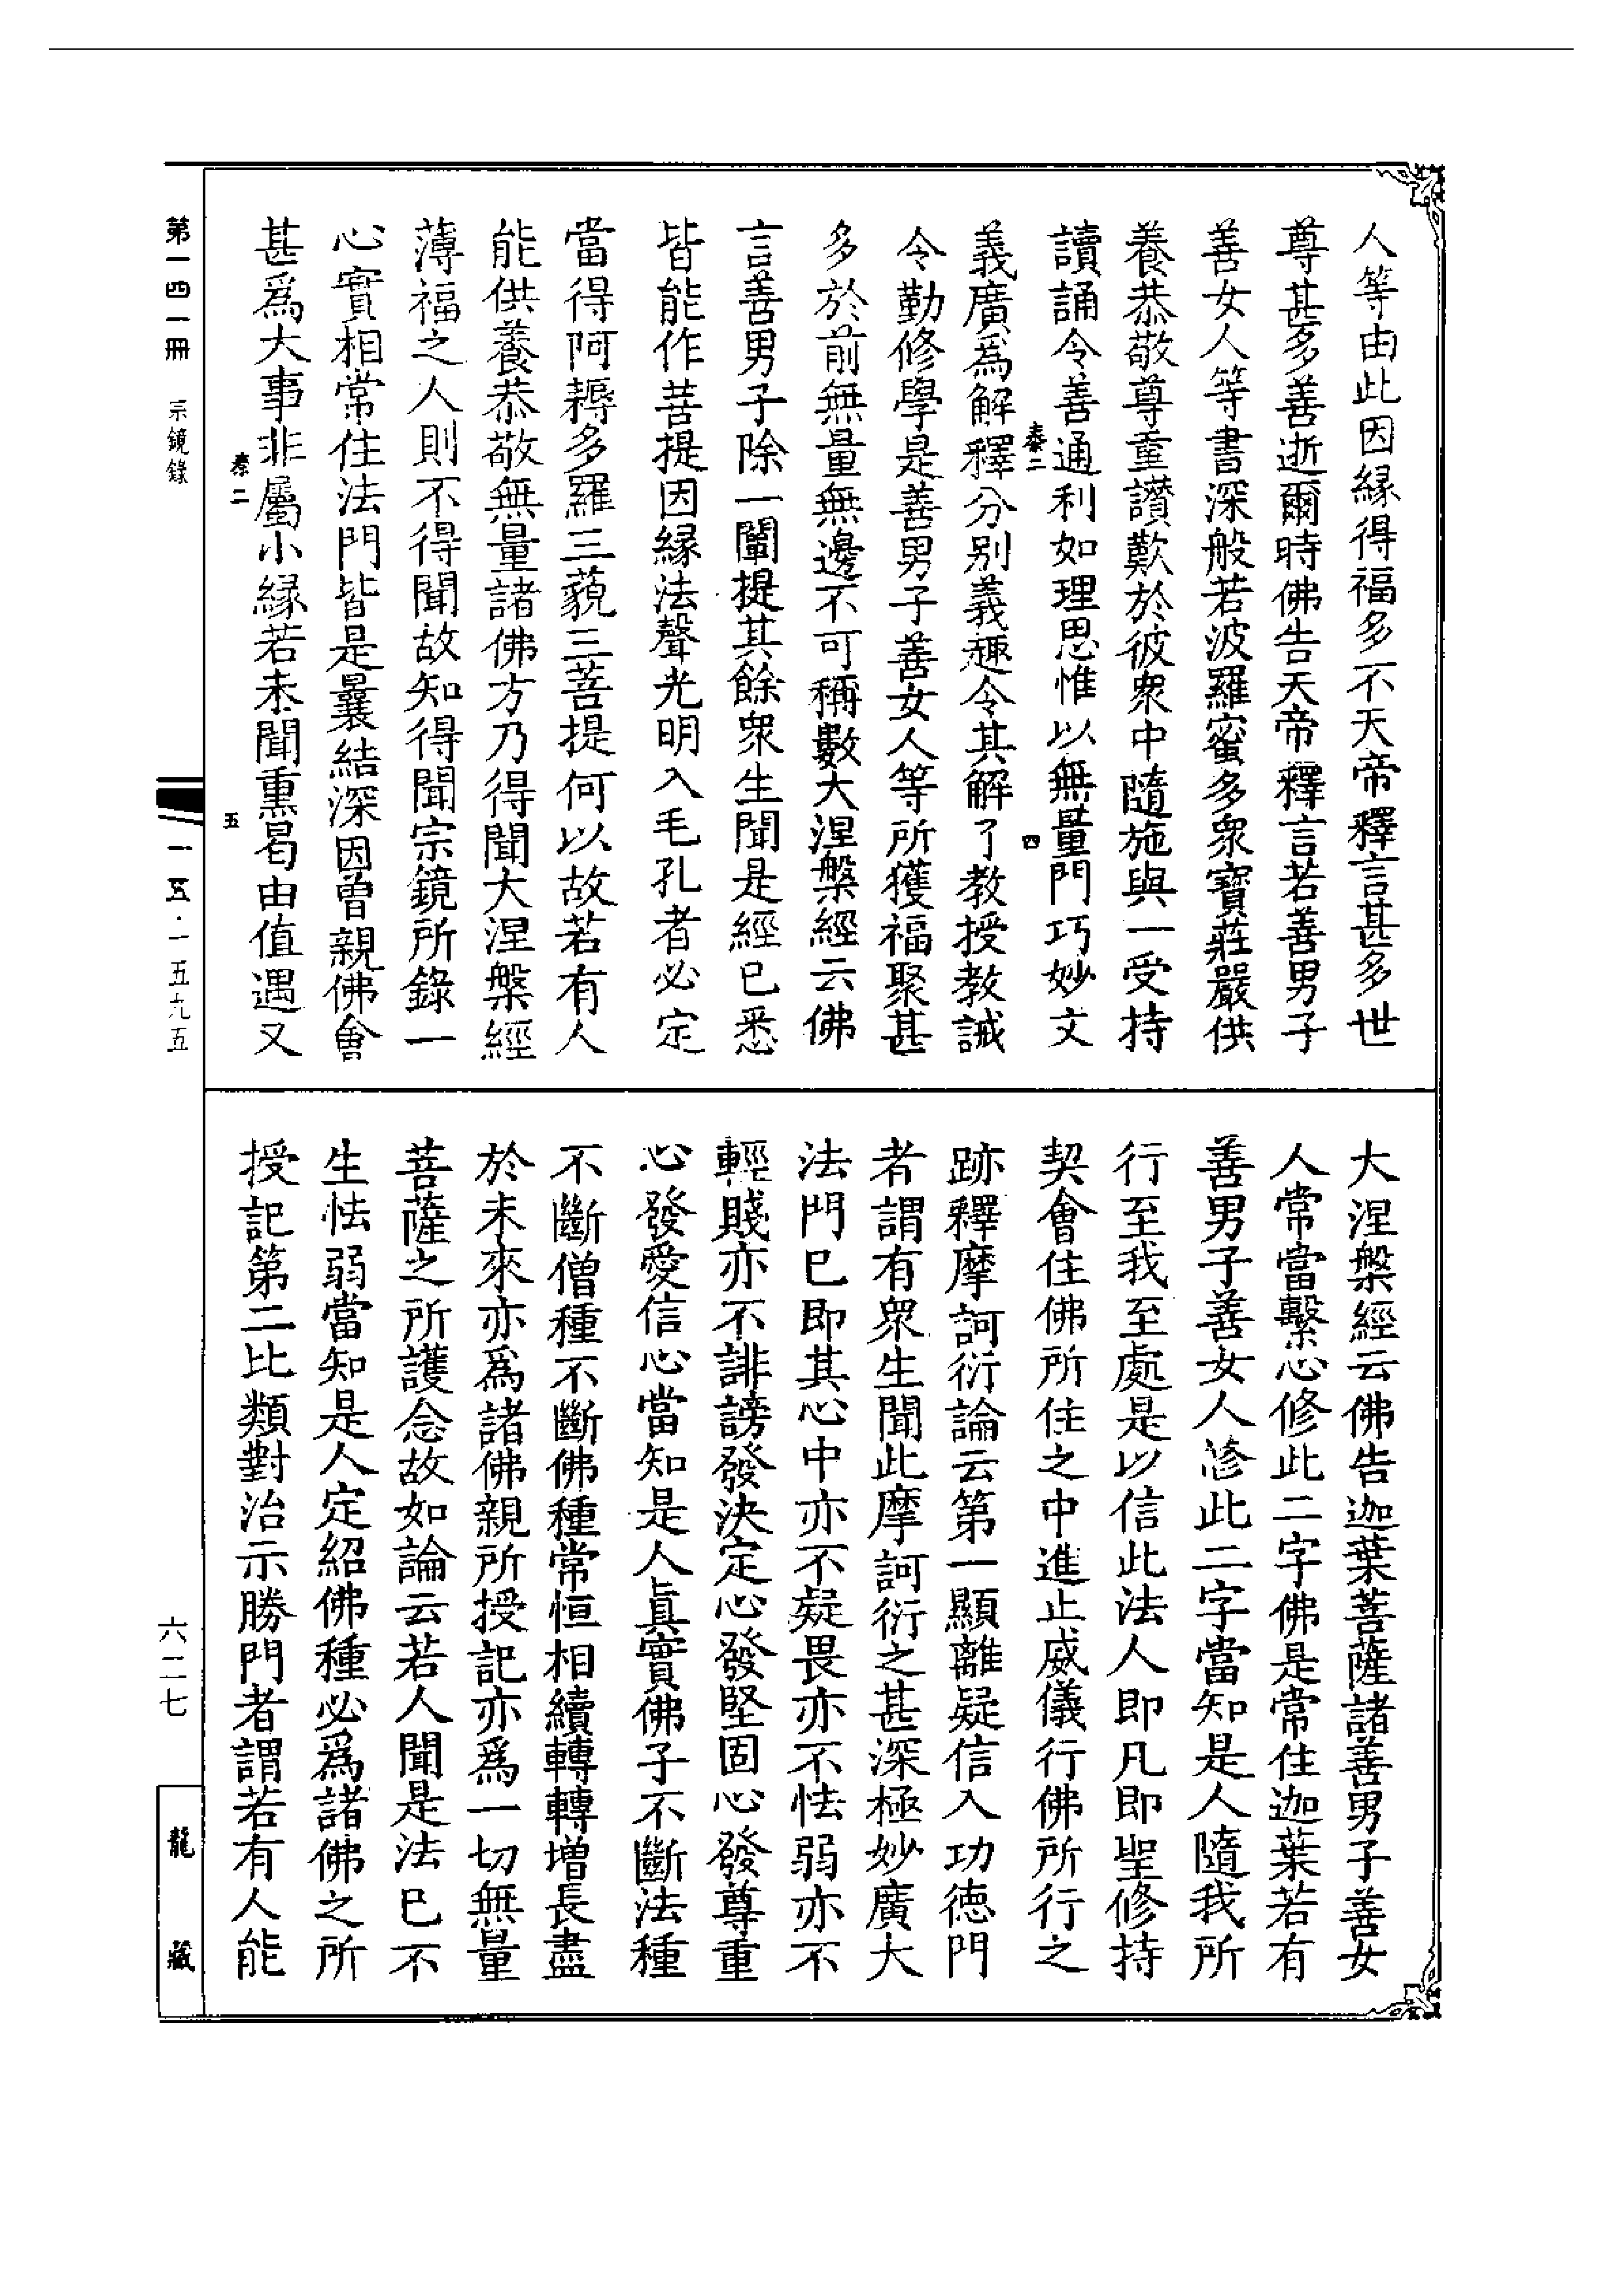 人等由此因緣得福多不天帝釋言甚多世
尊甚多善逝爾時佛告天帝釋言若善男子
善女人等書深般若波羅蜜多眾寶莊嚴供
養恭敬尊重讚歎於彼眾中隨施與一受持
讀誦令善通利如理思惟以無量門巧妙文
泰二
四
義廣爲解釋分別義趣令其解了教授教誡
令勤修學是善男子善女人等所獲福聚甚
多於前無量無邊不可稱數大涅槃經云佛
言善男子除一闡提其餘眾生聞是經已悉
皆能作菩提因緣法聲光明入毛孔者必定
當得阿耨多羅三藐三菩提何以故若有人
能供養恭敬無量諸佛方乃得聞大涅槃經
薄福之人則不得聞故知得聞宗鏡所錄一
心實相常住法門皆是曩結深因曾親佛會
甚爲大事非屬小緣若未聞熏曷由值遇又
泰二
五
大涅槃經云佛告迦葉菩薩諸善男子善女
人常當繫心修此二字佛是常住迦葉若有
善男子善女人修此二字當知是人隨我所
行至我至處是以信此法人即凡即聖修持
契會住佛所住之中進止威儀行佛所行之
跡釋摩訶衍論云第一顯離疑信入功德門
者謂有眾生聞此摩訶衍之甚深極妙廣大
法門已即其心中亦不疑畏亦不怯弱亦不
輕賤亦不誹謗發決定心發堅固心發尊重
心發愛信心當知是人真實佛子不斷法種
不斷僧種不斷佛種常恒相續轉轉增長盡
於未來亦爲諸佛親所授記亦爲一切無量
菩薩之所護念故如論云若人聞是法已不
生怯弱當知是人定紹佛種必爲諸佛之所
授記第二比類對治示勝門者謂若有人能
第一四一冊
宗鏡錄
一五·一五九五
六二七
龍藏